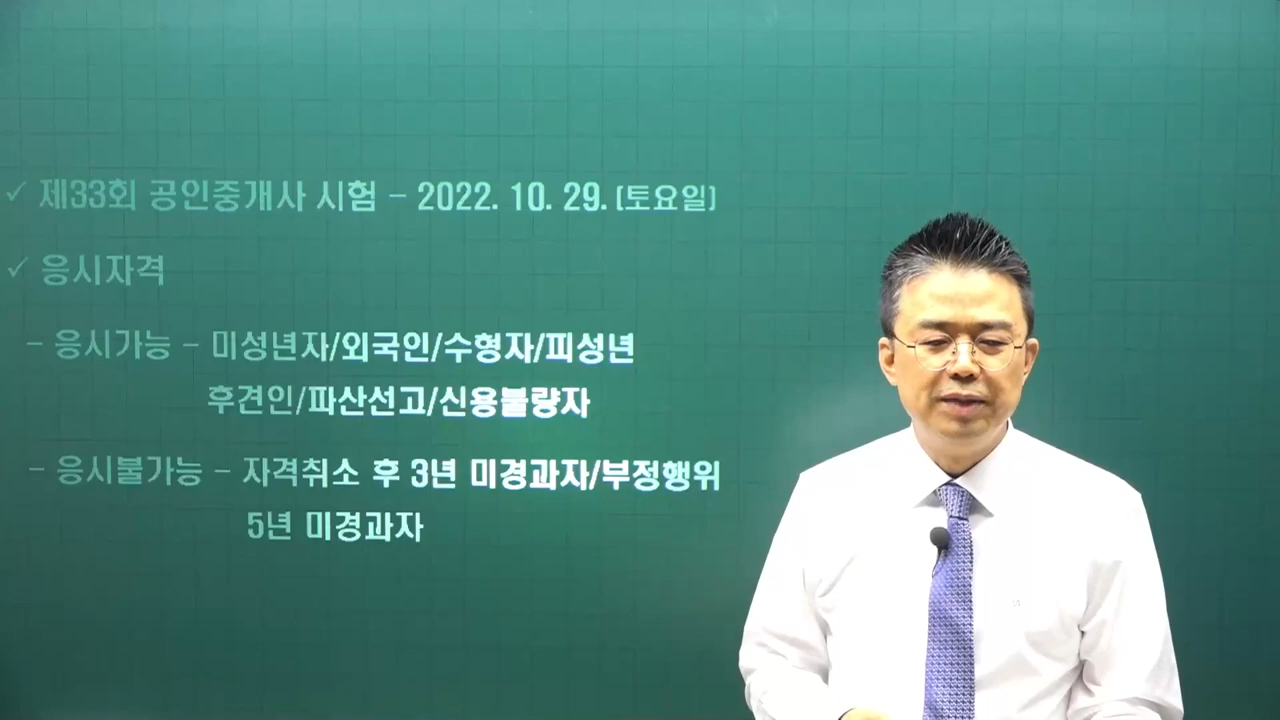 ✓ 제33회 공인중개사 시험 - 2022. 10. 29. (토요일)
✓ 응시자격
- 응시가능 - 미성년자/외국인/수형자/피성년
후견인/파산선고/신용불량자
- 응시불가능 - 자격취소 후 3년 미경과자/부정행위
5년 미경과자